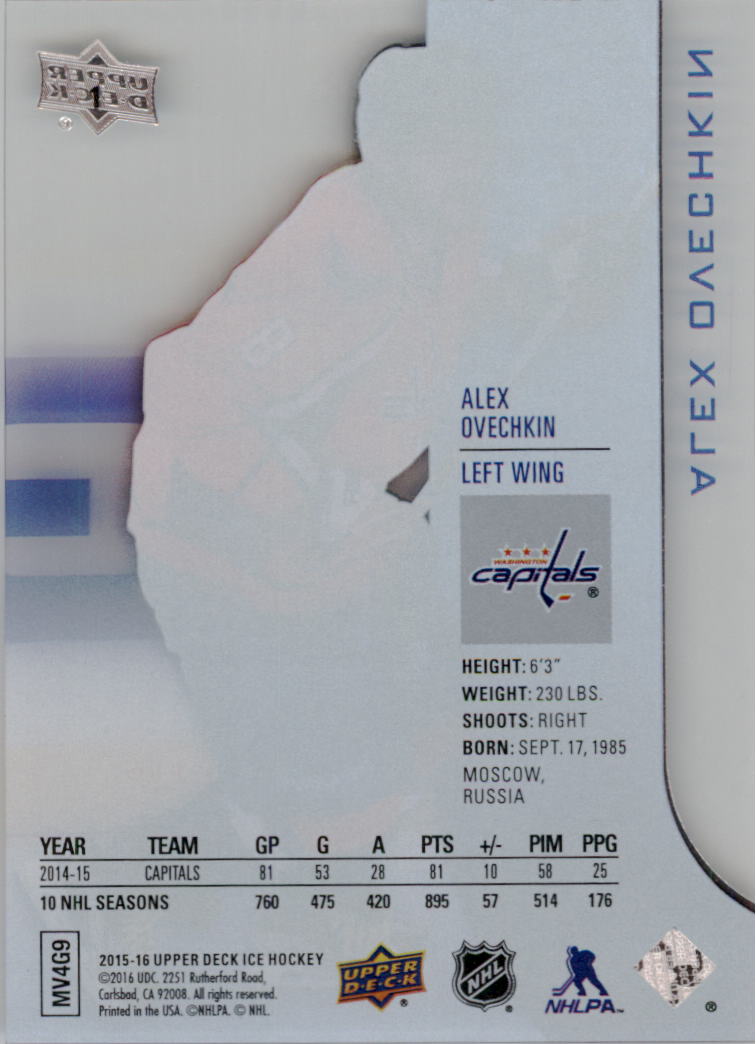 UPPER
D·E·C·K
1
®
ALEX OVECHKIN
ALEX
OVECHKIN
LEFT WING
WASHINGTON
capitals
®
HEIGHT: 6'3"
WEIGHT: 230 LBS.
SHOOTS: RIGHT
BORN: SEPT. 17, 1985
MOSCOW,
RUSSIA
YEAR TEAM GP G A PTS +/- PIM PPG
2014-15 CAPITALS 81 53 28 81 10 58 25
10 NHL SEASONS 760 475 420 895 57 514 176
MV4G9
2015-16 UPPER DECK ICE HOCKEY
©2016 UDC. 2251 Rutherford Road,
Carlsbad, CA 92008. All rights reserved.
Printed in the USA. ©NHLPA. © NHL.
UPPER
D·E·C·K
®
NHL
®
NHLPA™
®